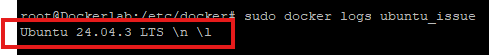 root@Dockerlab:/etc/docker# sudo docker logs ubuntu_issue
Ubuntu 24.04.3 LTS \n \l